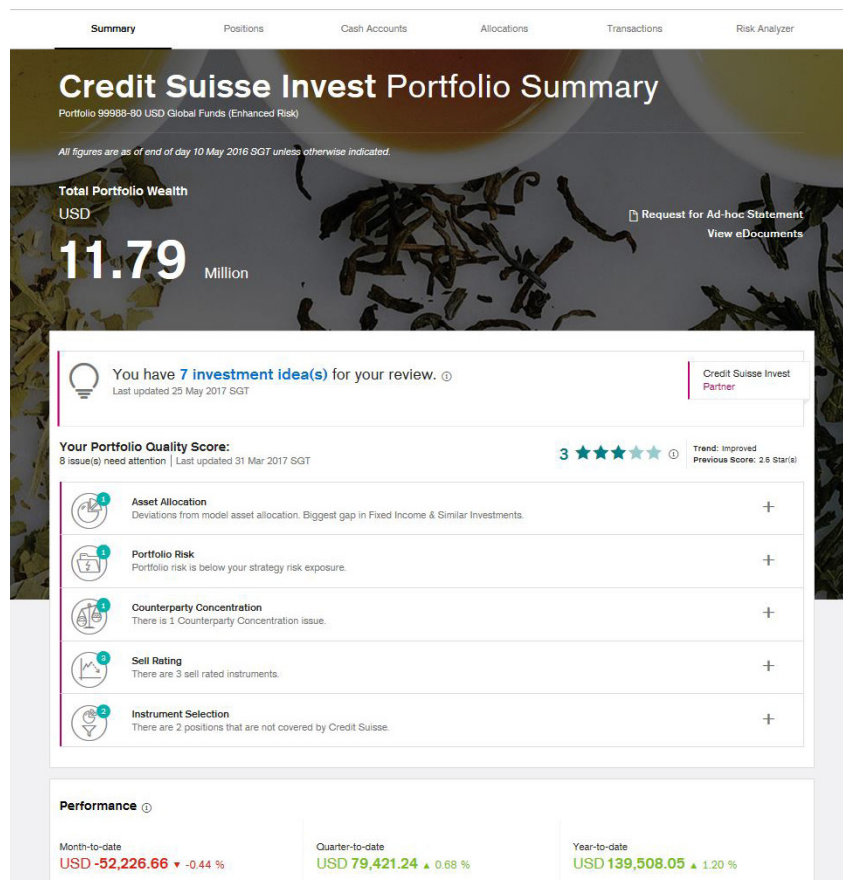 Summary Positions Cash Accounts Allocations Transactions Risk Analyzer
Credit Suisse Invest Portfolio Summary
Portfolio 99988-80 USD Global Funds (Enhanced Risk)
All figures are as of end of day 10 May 2016 SGT unless otherwise indicated.
Total Portfolio Wealth
USD
11.79 Million
Request for Ad-hoc Statement
View eDocuments
You have 7 investment idea(s) for your review.
Last updated 25 May 2017 SGT
Credit Suisse Invest
Partner
Your Portfolio Quality Score:
8 issue(s) need attention | Last updated 31 Mar 2017 SGT
3
Trend: Improved
Previous Score: 2.6 Star(s)
1
Asset Allocation
Deviations from model asset allocation. Biggest gap in Fixed Income & Similar Investments.
+
1
Portfolio Risk
Portfolio risk is below your strategy risk exposure.
+
1
Counterparty Concentration
There is 1 Counterparty Concentration issue.
+
3
Sell Rating
There are 3 sell rated instruments.
+
2
Instrument Selection
There are 2 positions that are not covered by Credit Suisse.
+
Performance
Month-to-date Quarter-to-date Year-to-date
USD -52,226.66 ▼ -0.44 % USD 79,421.24 ▲ 0.68 % USD 139,508.05 ▲ 1.20 %